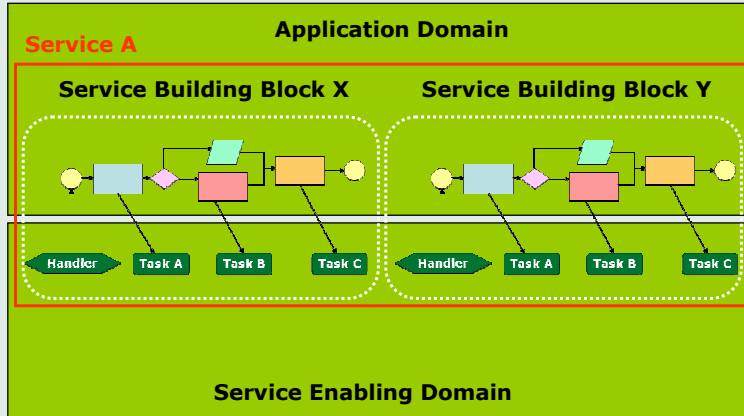 Application Domain
Service A
Service Building Block X
Service Building Block Y
Handler
Task A
Task B
Task C
Handler
Task A
Task B
Task C
Service Enabling Domain